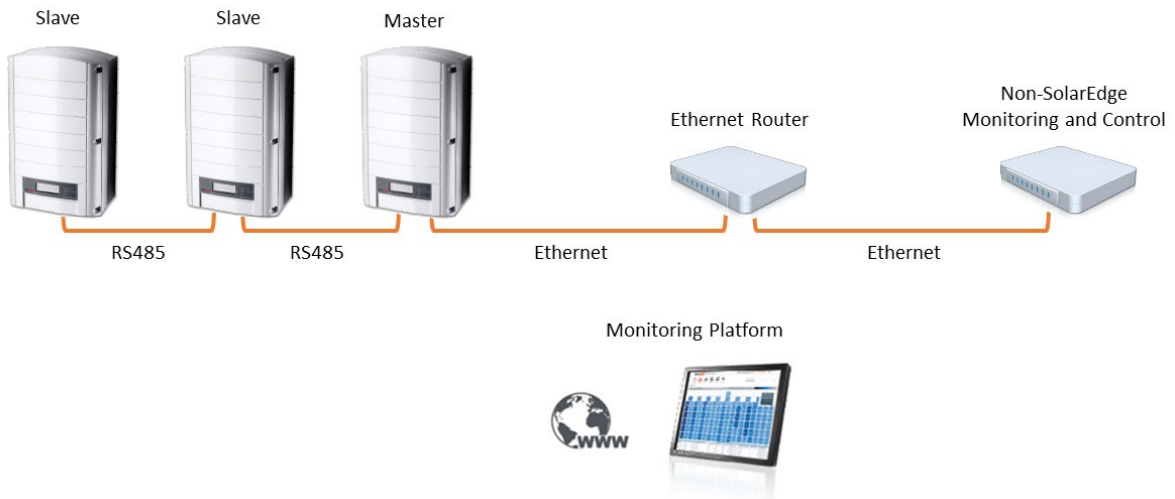 Slave
Slave
Master
Ethernet Router
Non-SolarEdge
Monitoring and Control
RS485
RS485
Ethernet
Ethernet
Monitoring Platform
www